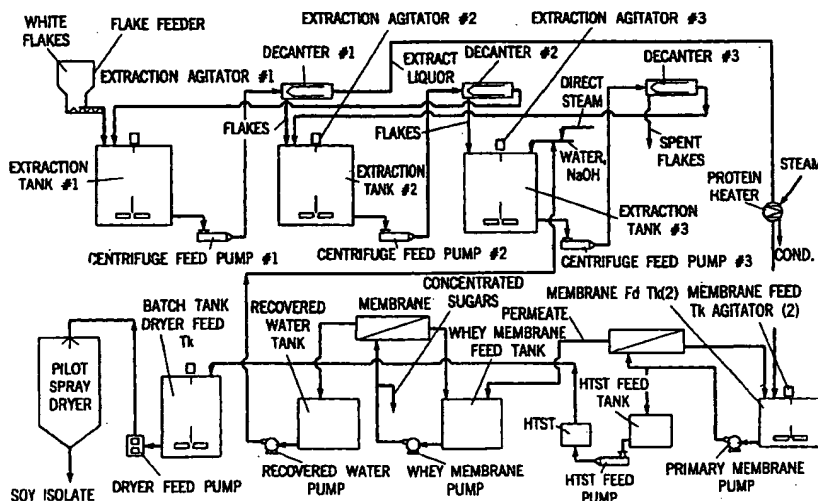 WHITE
FLAKES
FLAKE FEEDER
EXTRACTION AGITATOR #1
EXTRACTION AGITATOR #2
EXTRACTION AGITATOR #3
DECANTER #1
EXTRACT
LIQUOR
DECANTER #2
DIRECT
STEAM
DECANTER #3
FLAKES
FLAKES
WATER,
NaOH
SPENT
FLAKES
EXTRACTION
TANK #1
EXTRACTION
TANK #2
EXTRACTION
TANK #3
PROTEIN
HEATER
STEAM
COND.
CENTRIFUGE FEED PUMP #1
CENTRIFUGE FEED PUMP #2
CENTRIFUGE FEED PUMP #3
BATCH TANK
DRYER FEED
Tk
RECOVERED
WATER
TANK
MEMBRANE
CONCENTRATED
SUGARS
WHEY MEMBRANE
FEED TANK
PERMEATE
MEMBRANE Fd Tk(2)
MEMBRANE FEED
Tk AGITATOR (2)
PILOT
SPRAY
DRYER
HTST
HTST FEED
TANK
SOY ISOLATE
DRYER FEED PUMP
RECOVERED WATER
PUMP
WHEY MEMBRANE PUMP
HTST FEED
PUMP
PRIMARY MEMBRANE
PUMP